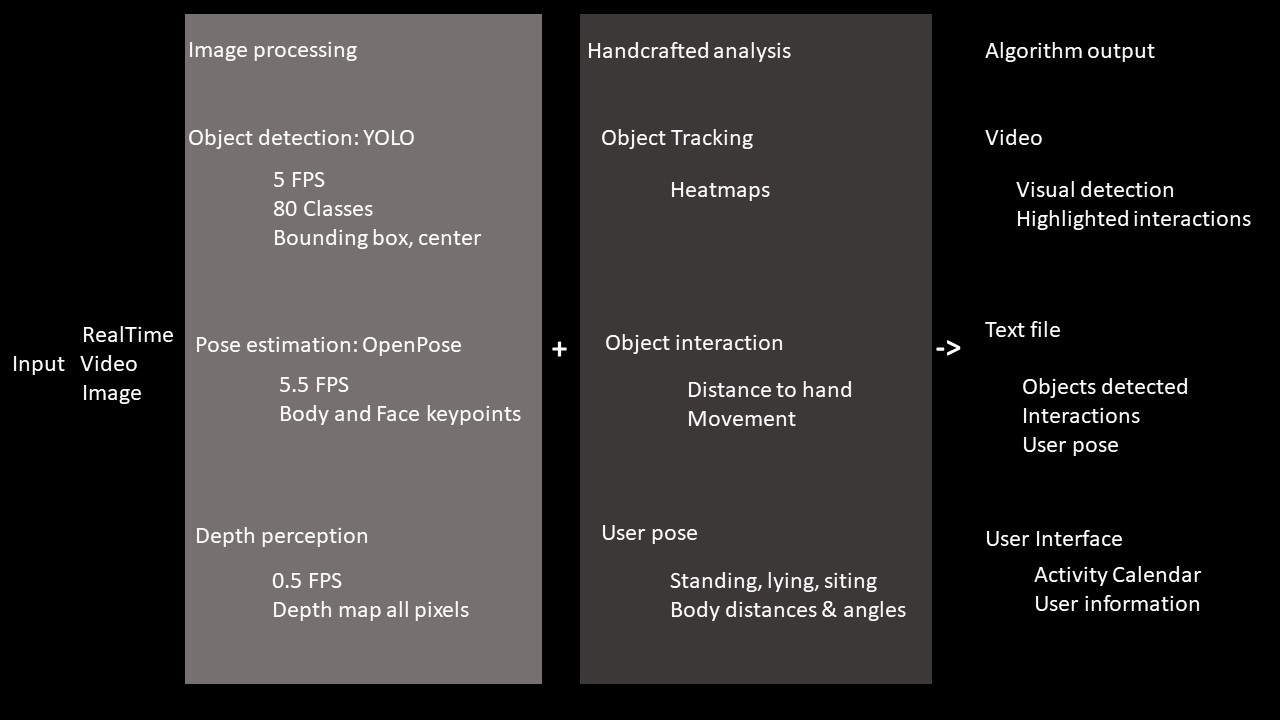 Input
RealTime
Video
Image
Image processing
Object detection: YOLO
5 FPS
80 Classes
Bounding box, center
Pose estimation: OpenPose
5.5 FPS
Body and Face keypoints
Depth perception
0.5 FPS
Depth map all pixels
+
Handcrafted analysis
Object Tracking
Heatmaps
Object interaction
Distance to hand
Movement
User pose
Standing, lying, siting
Body distances & angles
->
Algorithm output
Video
Visual detection
Highlighted interactions
Text file
Objects detected
Interactions
User pose
User Interface
Activity Calendar
User information